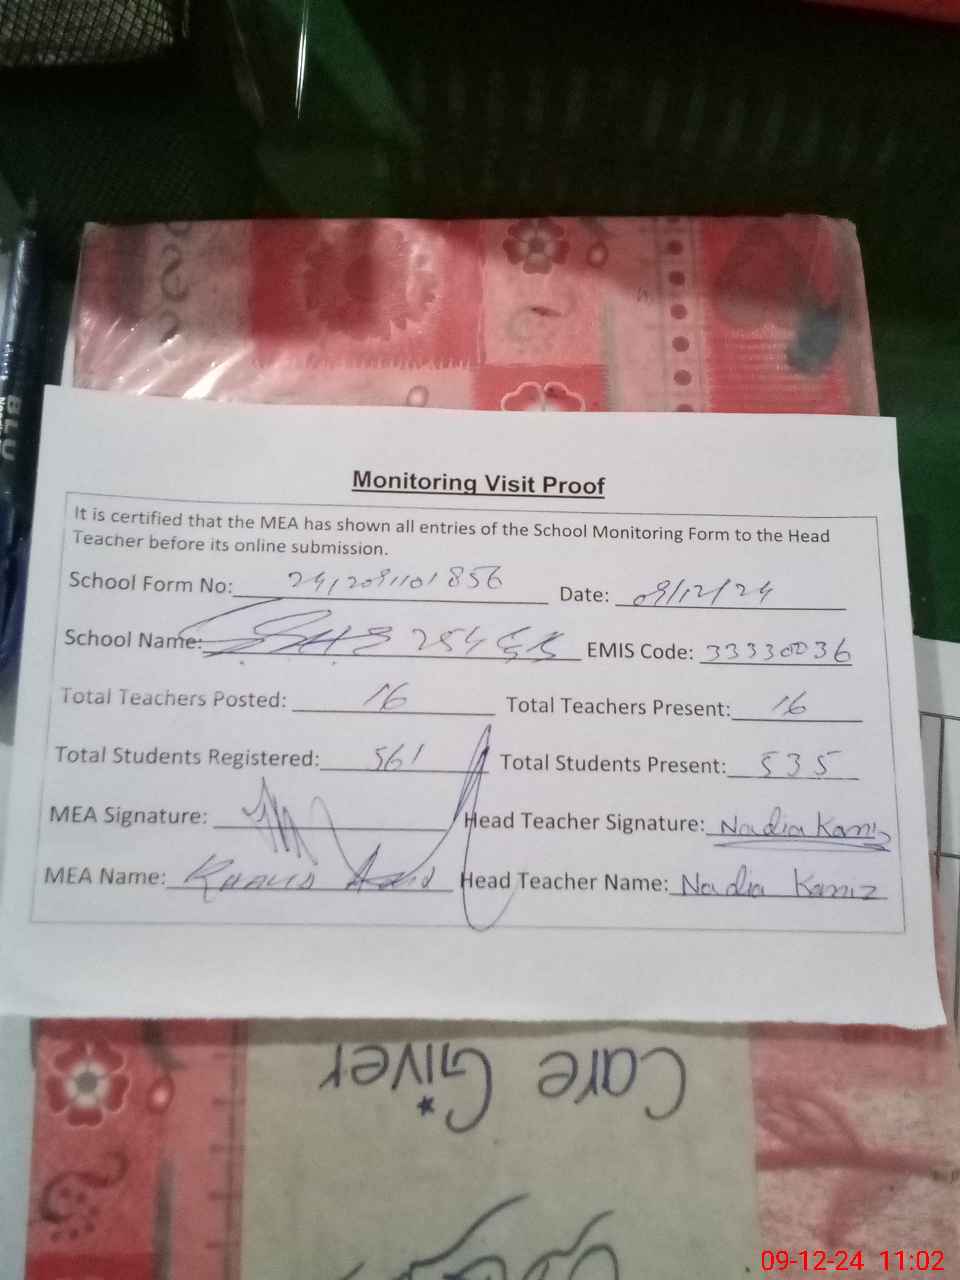 BLU
Monitoring Visit Proof
It is certified that the MEA has shown all entries of the School Monitoring Form to the Head
Teacher before its online submission.
School Form No: 2412091101856 Date: 09/12/24
School Name: 254 EMIS Code: 33330036
Total Teachers Posted: 16 Total Teachers Present: 16
Total Students Registered: 561 Total Students Present: 535
MEA Signature: Head Teacher Signature: Nadia Kaniz
MEA Name: Head Teacher Name: Nadia Kaniz
Care Giver
09-12-24 11:02